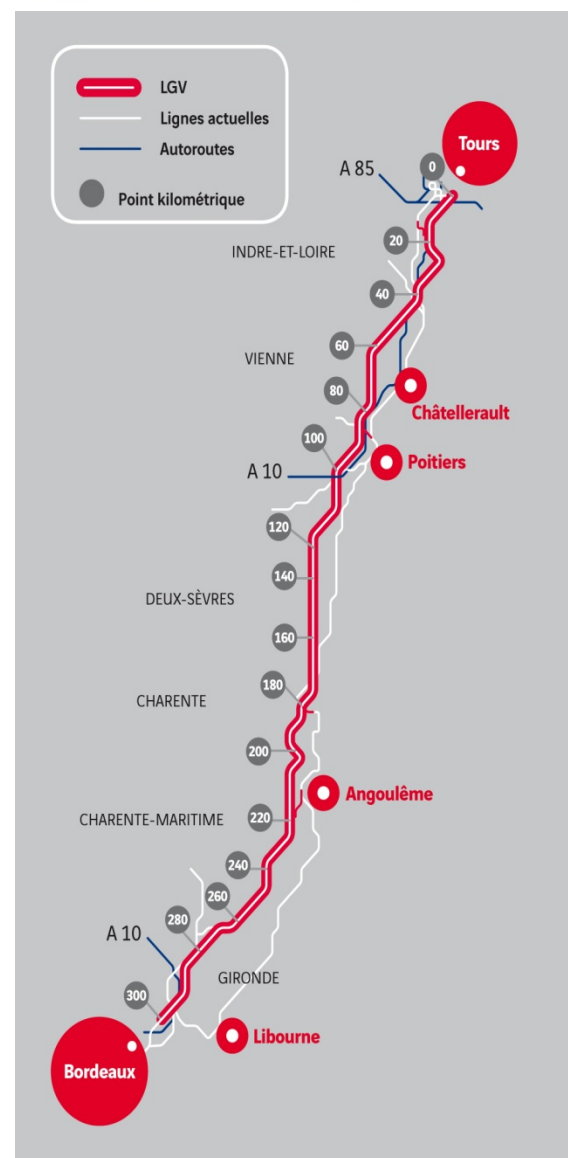 LGV
Lignes actuelles
Autoroutes
Point kilométrique
Tours
0
A 85
20
INDRE-ET-LOIRE
40
60
VIENNE
80
Châtellerault
100
Poitiers
A 10
120
140
DEUX-SÈVRES
160
180
CHARENTE
200
Angoulême
220
CHARENTE-MARITIME
240
260
280
A 10
GIRONDE
300
Libourne
Bordeaux